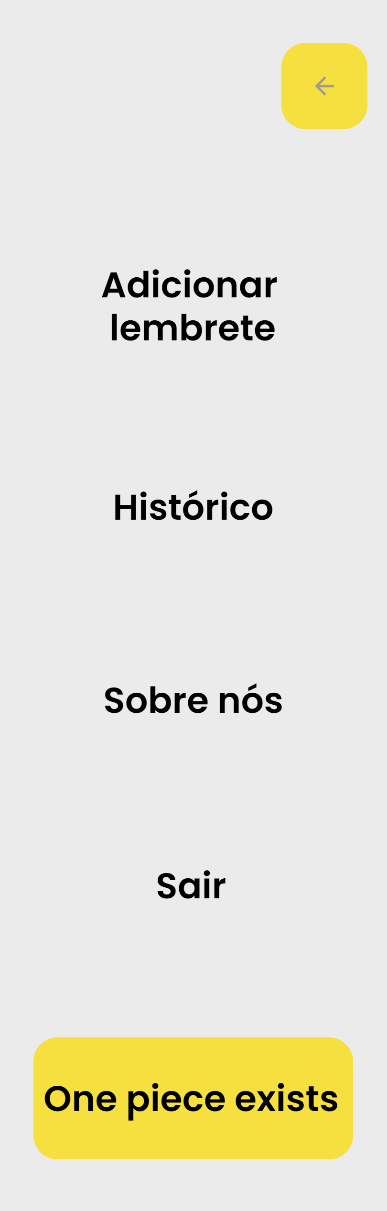 Adicionar
lembrete
Histórico
Sobre nós
Sair
One piece exists